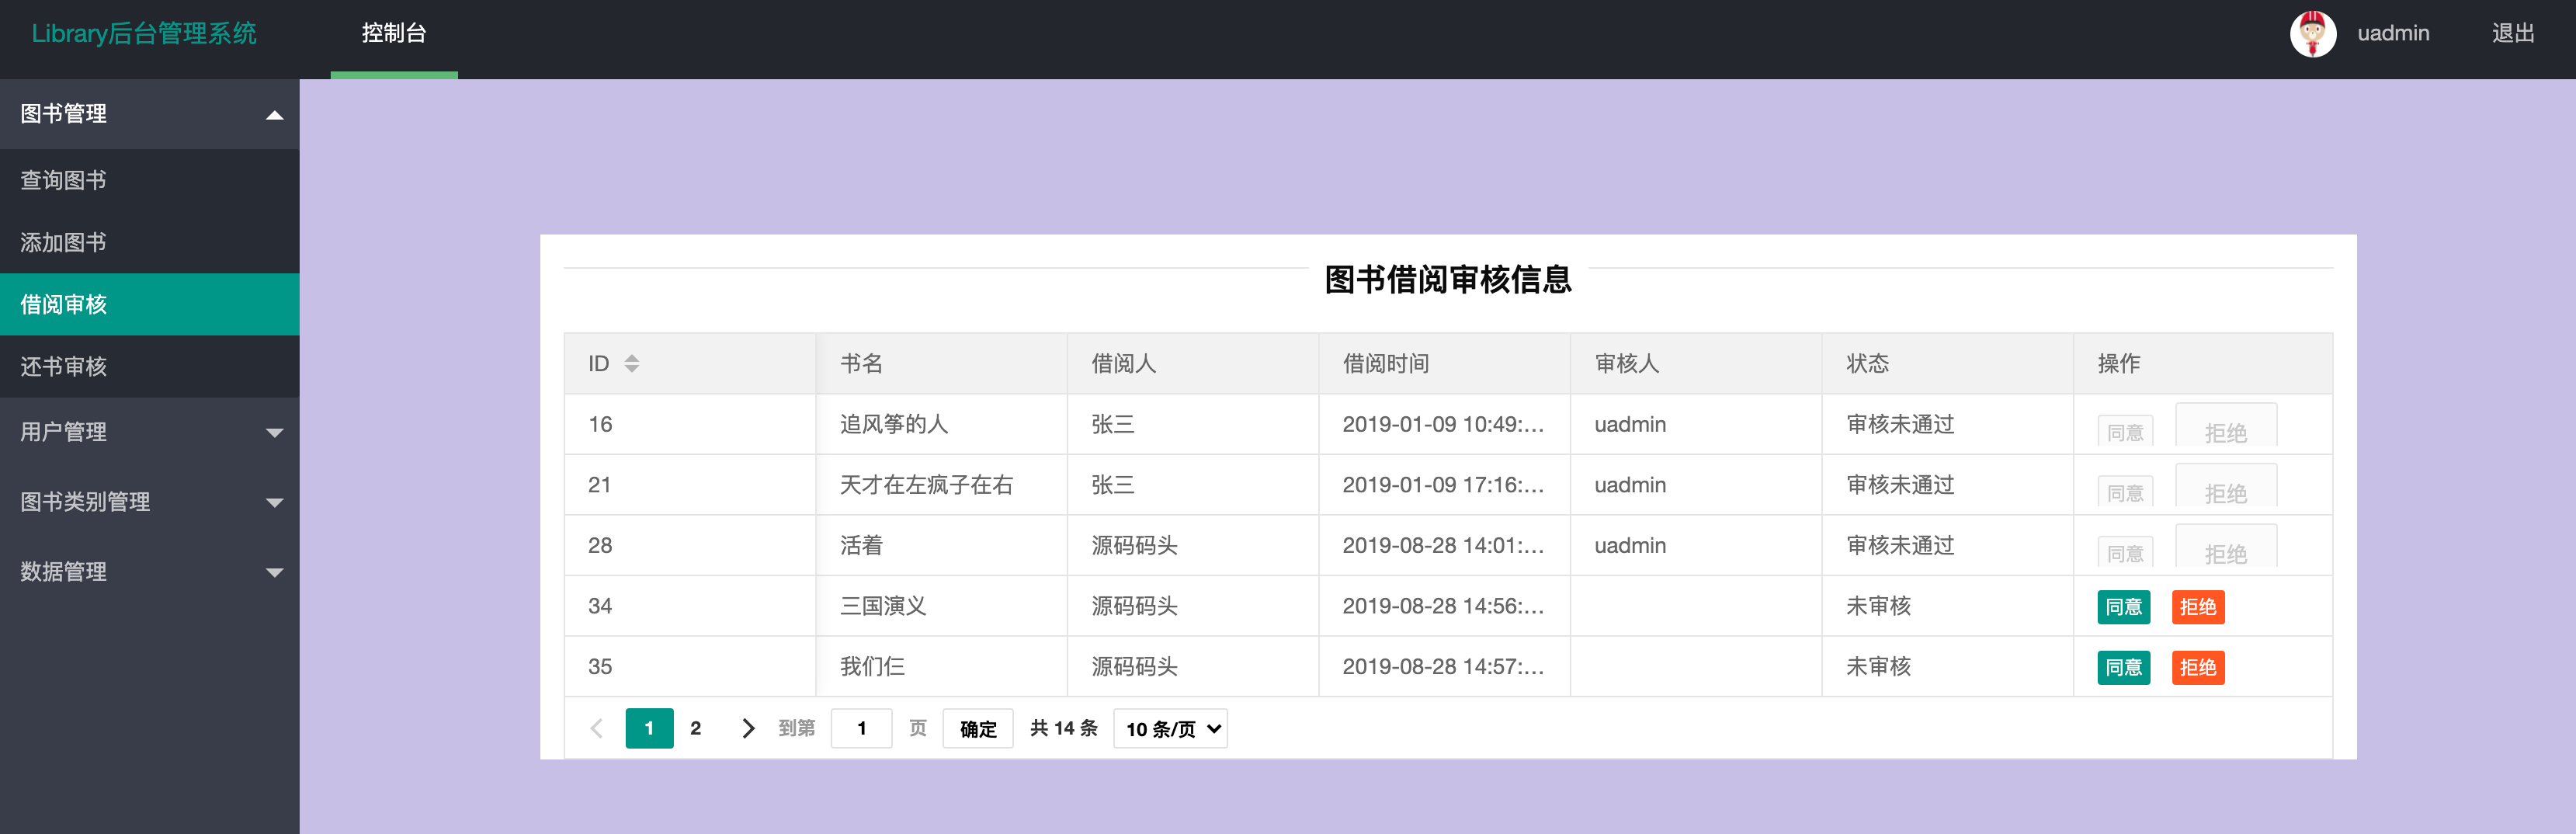 Library后台管理系统 控制台 uadmin 退出
图书管理
查询图书
添加图书
借阅审核
还书审核
用户管理
图书类别管理
数据管理
图书借阅审核信息
ID 书名 借阅人 借阅时间 审核人 状态 操作
16 追风筝的人 张三 2019-01-09 10:49:... uadmin 审核未通过 同意 拒绝
21 天才在左疯子在右 张三 2019-01-09 17:16:... uadmin 审核未通过 同意 拒绝
28 活着 源码码头 2019-08-28 14:01:... uadmin 审核未通过 同意 拒绝
34 三国演义 源码码头 2019-08-28 14:56:... 未审核 同意 拒绝
35 我们仨 源码码头 2019-08-28 14:57:... 未审核 同意 拒绝
1 2 到第 1 页 确定 共 14 条 10 条/页